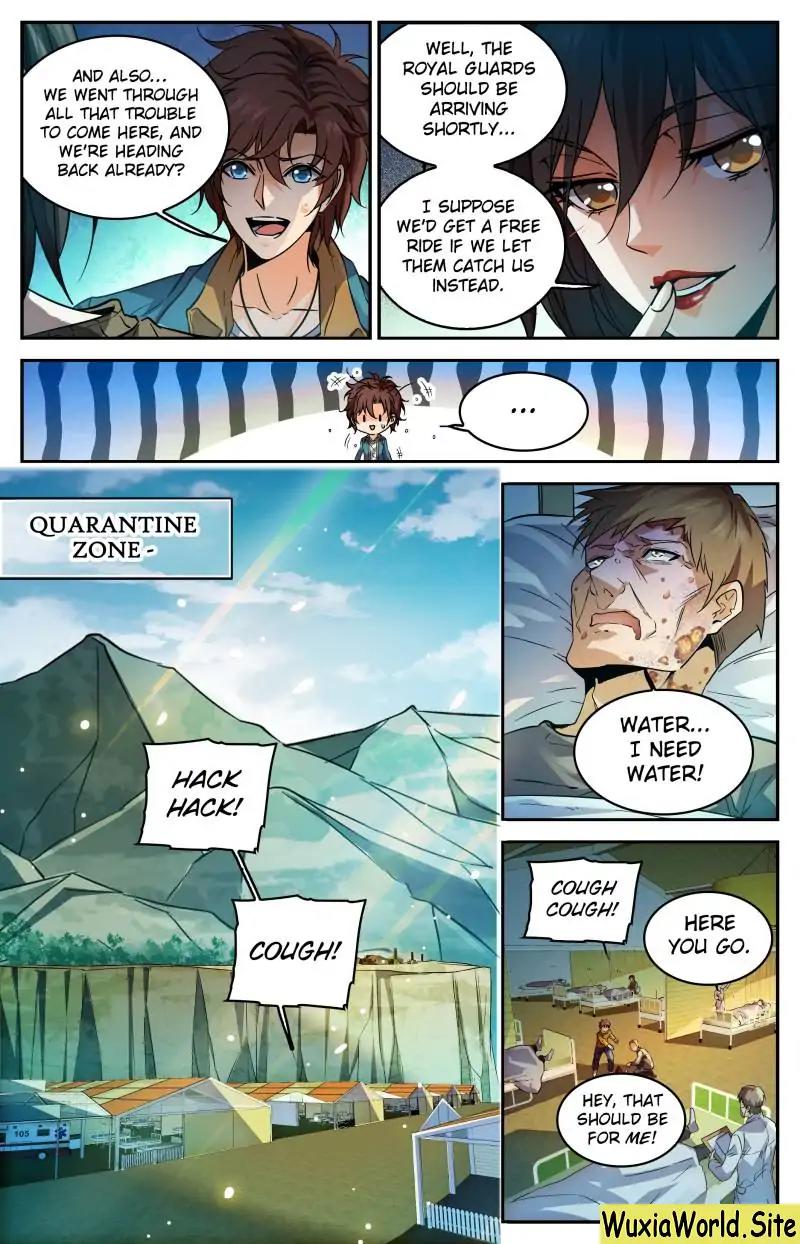 AND ALSO...
WE WENT THROUGH
ALL THAT TROUBLE
TO COME HERE, AND
WE'RE HEADING
BACK ALREADY?
WELL, THE
ROYAL GUARDS
SHOULD BE
ARRIVING
SHORTLY...
I SUPPOSE
WE'D GET A FREE
RIDE IF WE LET
THEM CATCH US
INSTEAD.
...
QUARANTINE
ZONE -
HACK
HACK!
COUGH!
105
WATER...
I NEED
WATER!
COUGH
COUGH!
HERE
YOU GO.
HEY, THAT
SHOULD BE
FOR ME!
WuxiaWorld.Site